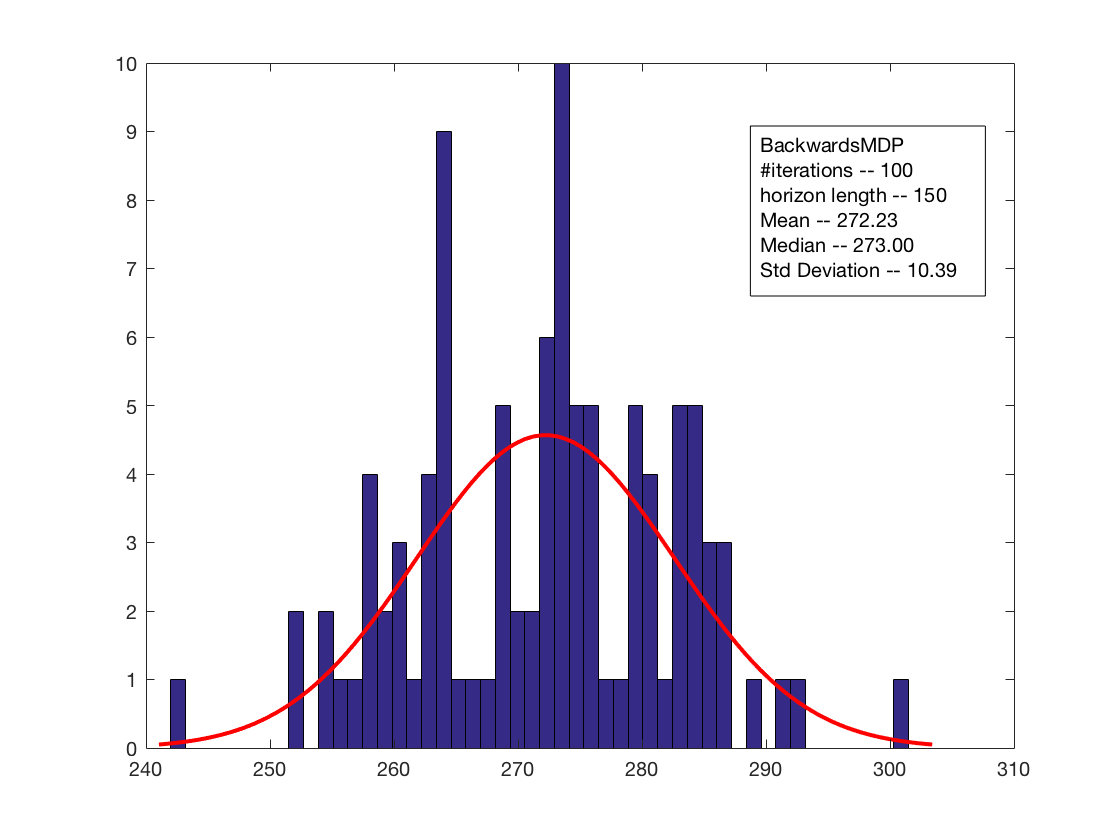 10
9
8
7
6
5
4
3
2
1
0
BackwardsMDP
#iterations -- 100
horizon length -- 150
Mean -- 272.23
Median -- 273.00
Std Deviation -- 10.39
240 250 260 270 280 290 300 310